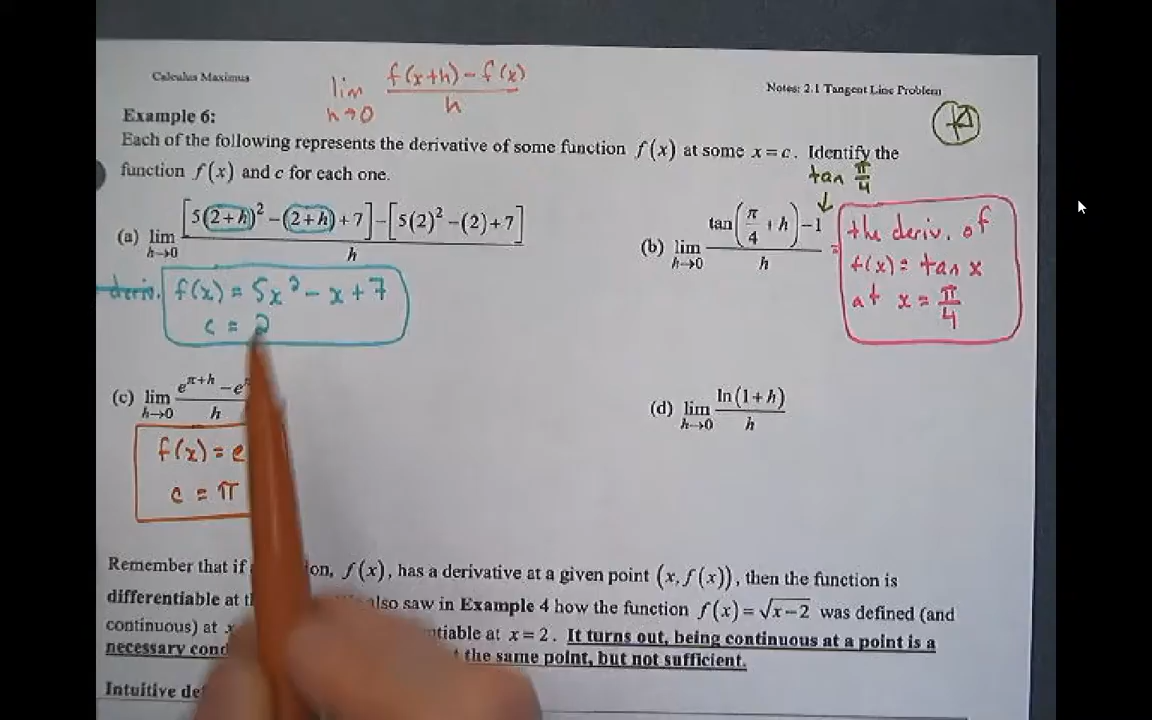 Calculus Maximus
Notes: 2.1 Tangent Line Problem
lim h→0 f(x+h) - f(x) / h
Example 6:
Each of the following represents the derivative of some function f(x) at some x = c. Identify the
function f(x) and c for each one.
tan π/4
(a) lim h→0 [5(2+h)² -(2+h)+7]-[5(2)² -(2)+7] / h
(b) lim h→0 tan(π/4 + h)-1 / h
= the deriv. of
f(x) = tan x
at x = π/4
deriv. f(x) = 5x² - x + 7
c = 2
(c) lim h→0 e^(π+h) - e / h
(d) lim h→0 ln(1+h) / h
f(x) = e
c = π
Remember that if on, f(x), has a derivative at a given point (x, f(x)), then the function is
differentiable at also saw in Example 4 how the function f(x) = √x-2 was defined (and
continuous) at x = 2. It turns out, being continuous at a point is a
necessary the same point, but not sufficient.
Intuitive